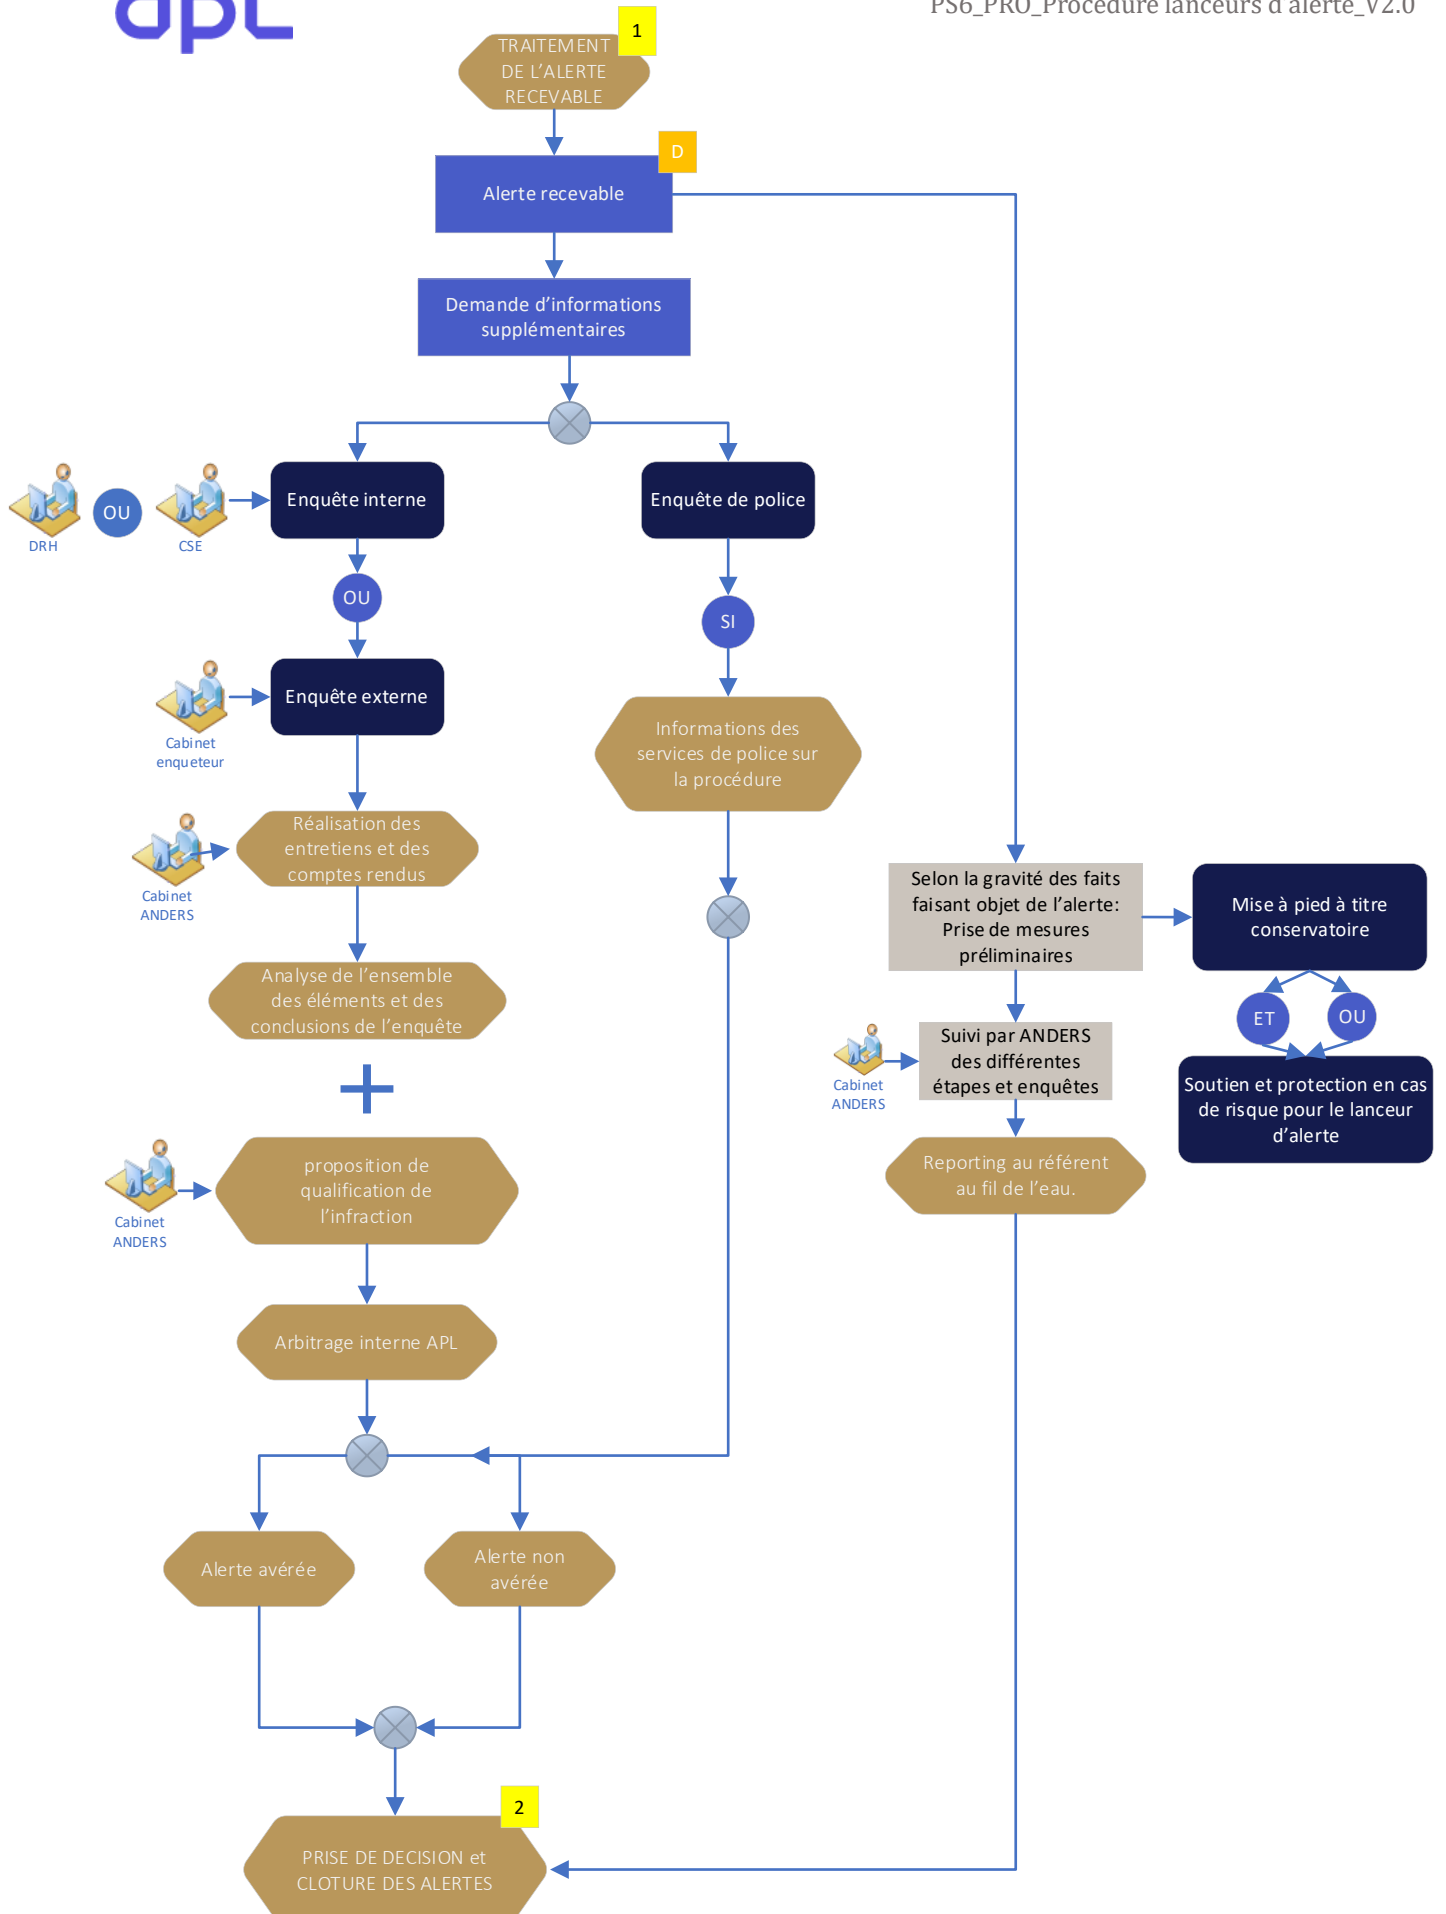 apl
PS6_PRO_Procédure lanceurs d'alerte_V2.0
1
TRAITEMENT
DE L'ALERTE
RECEVABLE
D
Alerte recevable
Demande d'informations
supplémentaires
DRH
OU
CSE
Enquête interne
Enquête de police
OU
SI
Cabinet
enqueteur
Enquête externe
Informations des
services de police sur
la procédure
Cabinet
ANDERS
Réalisation des
entretiens et des
comptes rendus
Selon la gravité des faits
faisant objet de l'alerte:
Prise de mesures
préliminaires
Mise à pied à titre
conservatoire
Analyse de l'ensemble
des éléments et des
conclusions de l'enquête
ET
OU
Cabinet
ANDERS
Suivi par ANDERS
des différentes
étapes et enquêtes
Soutien et protection en cas
de risque pour le lanceur
d'alerte
Cabinet
ANDERS
proposition de
qualification de
l'infraction
Reporting au référent
au fil de l'eau.
Arbitrage interne APL
Alerte avérée
Alerte non
avérée
2
PRISE DE DECISION et
CLOTURE DES ALERTES